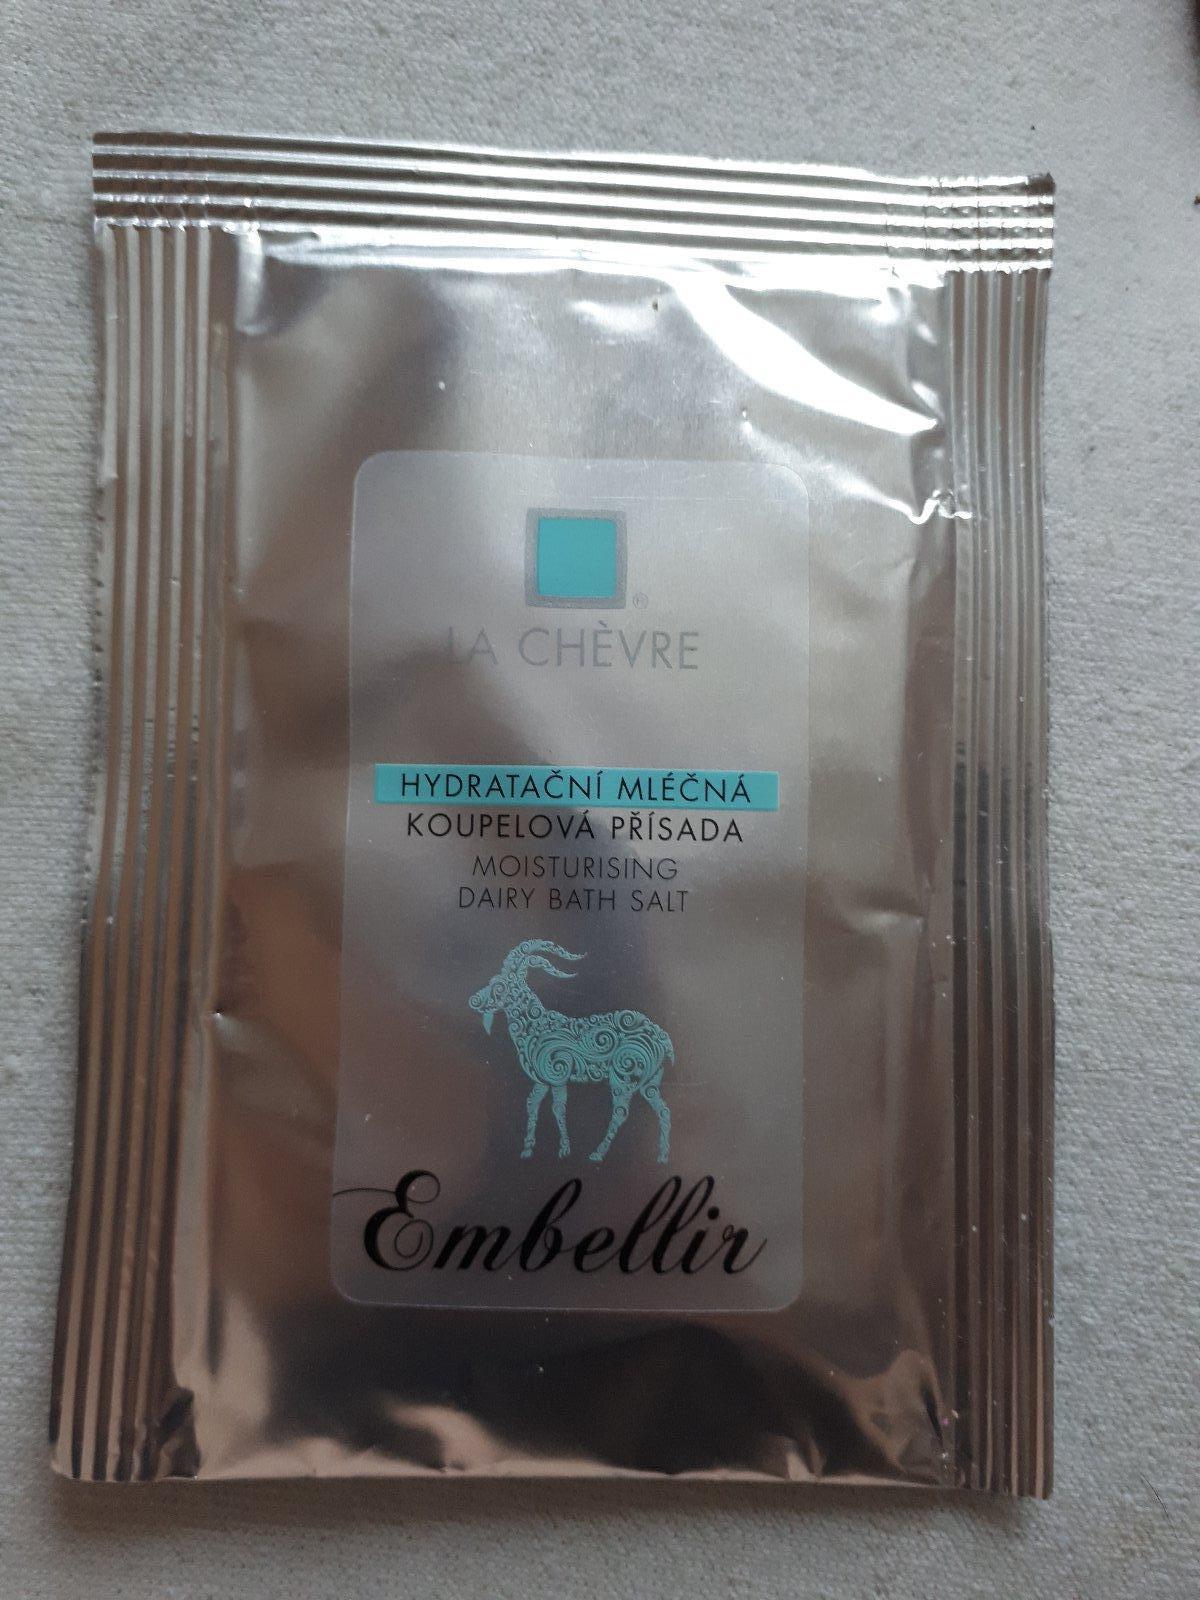 ®
LA CHÈVRE
HYDRATAČNÍ MLÉČNÁ
KOUPELOVÁ PŘÍSADA
MOISTURISING
DAIRY BATH SALT
Embellir